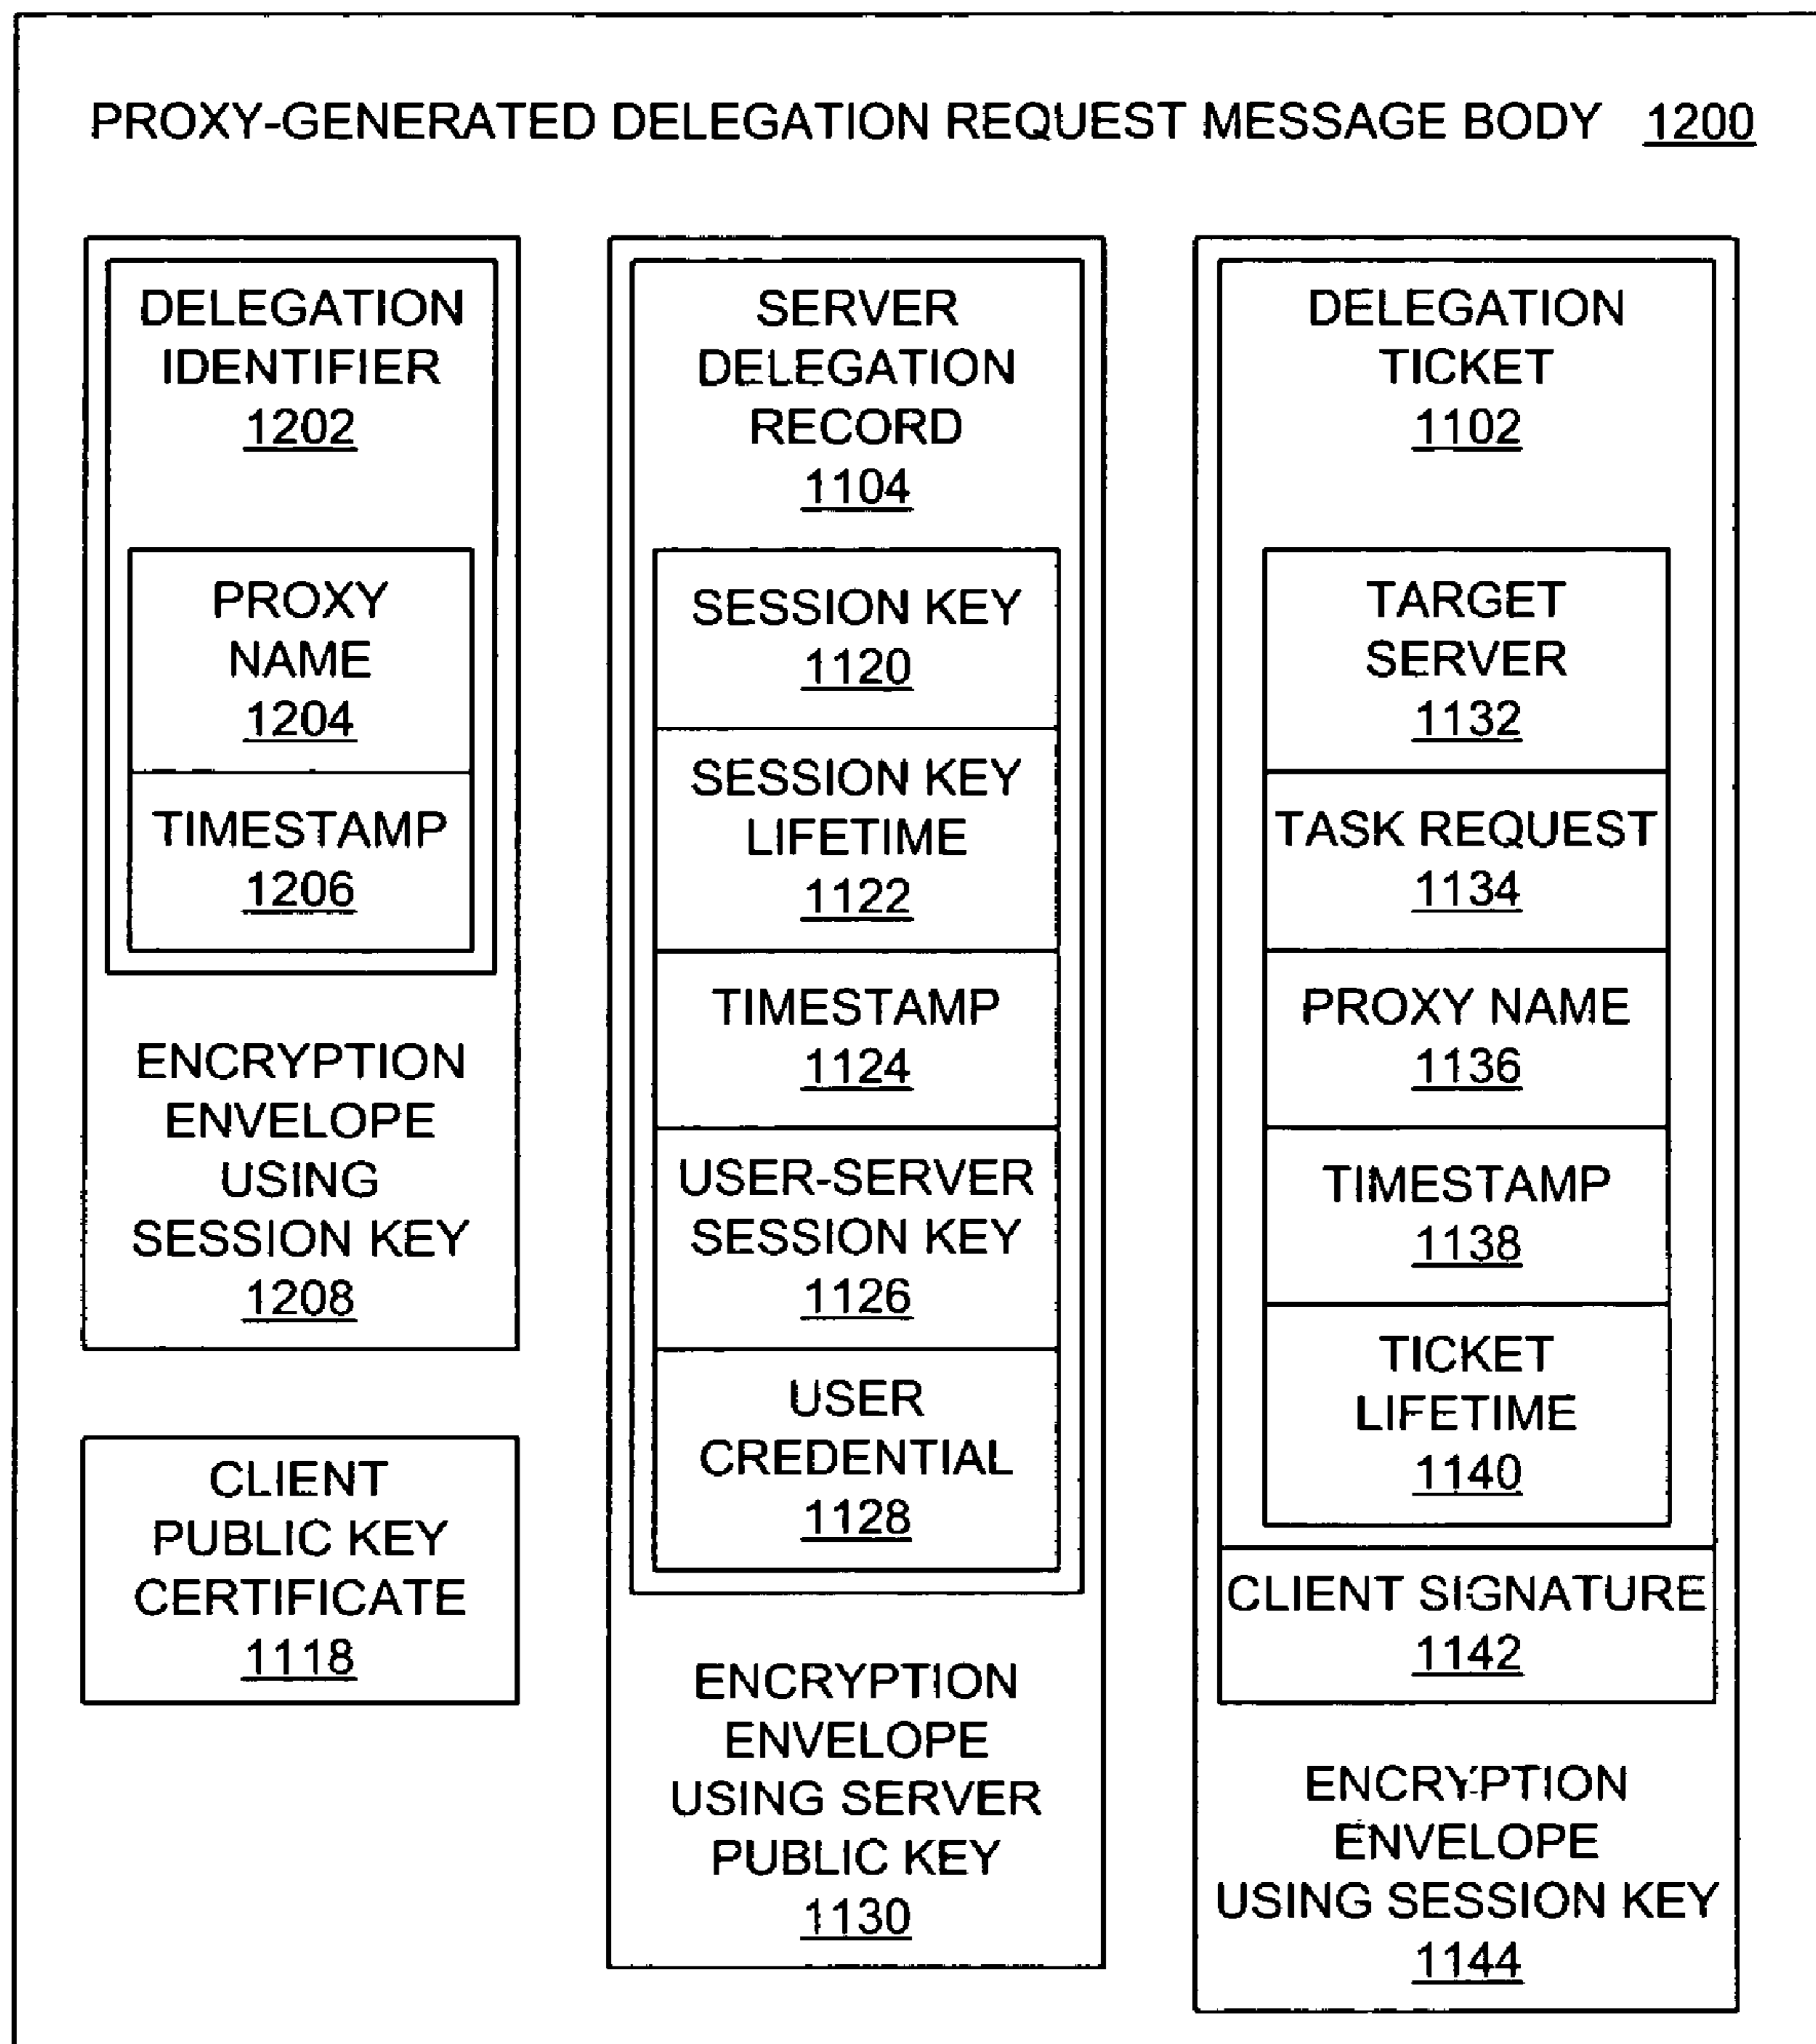 PROXY-GENERATED DELEGATION REQUEST MESSAGE BODY 1200
DELEGATION
IDENTIFIER
1202
PROXY
NAME
1204
TIMESTAMP
1206
ENCRYPTION
ENVELOPE
USING
SESSION KEY
1208
CLIENT
PUBLIC KEY
CERTIFICATE
1118
SERVER
DELEGATION
RECORD
1104
SESSION KEY
1120
SESSION KEY
LIFETIME
1122
TIMESTAMP
1124
USER-SERVER
SESSION KEY
1126
USER
CREDENTIAL
1128
ENCRYPTION
ENVELOPE
USING SERVER
PUBLIC KEY
1130
DELEGATION
TICKET
1102
TARGET
SERVER
1132
TASK REQUEST
1134
PROXY NAME
1136
TIMESTAMP
1138
TICKET
LIFETIME
1140
CLIENT SIGNATURE
1142
ENCRYPTION
ENVELOPE
USING SESSION KEY
1144